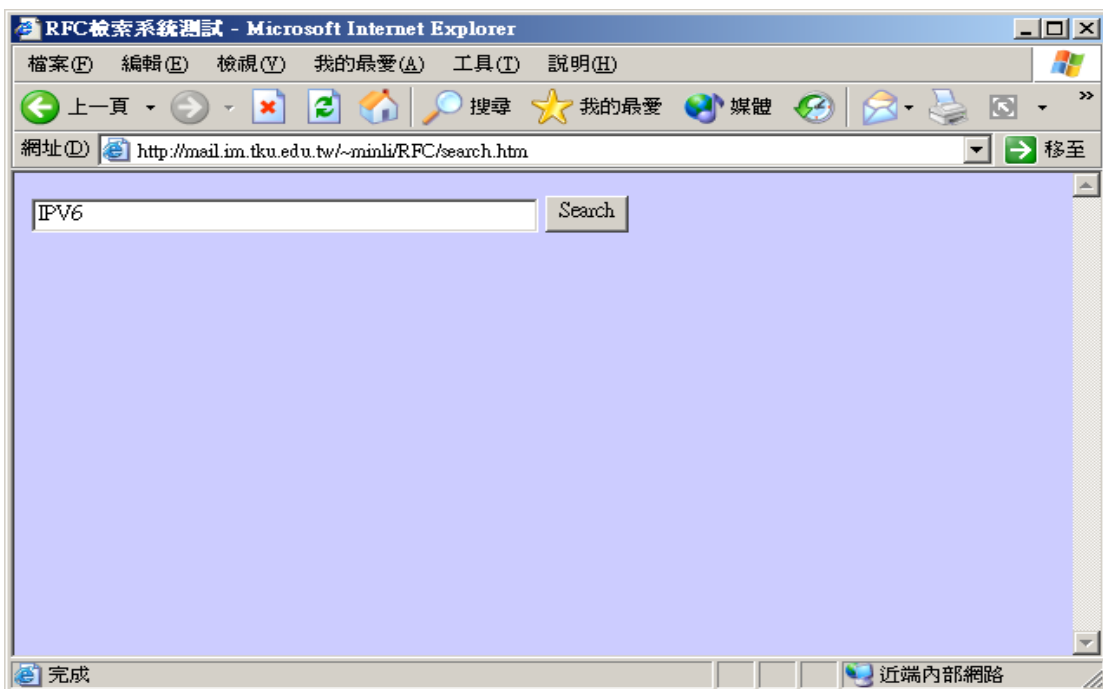 RFC檢索系統測試 - Microsoft Internet Explorer
檔案(F) 編輯(E) 檢視(V) 我的最愛(A) 工具(T) 說明(H)
上一頁 搜尋 我的最愛 媒體 »
網址(D) http://mail.im.tku.edu.tw/~minli/RFC/search.htm 移至
IPV6 Search
完成 近端內部網路